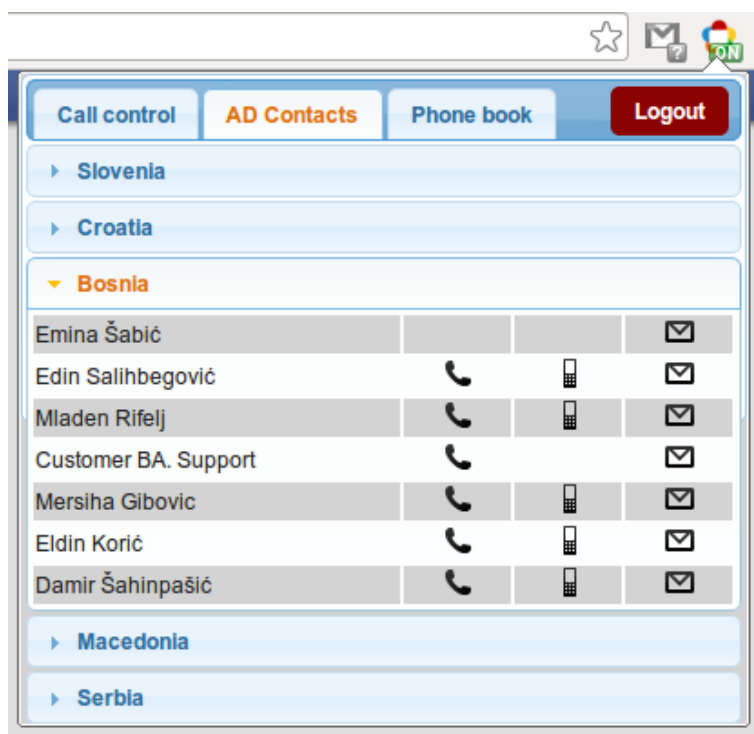 ON
Call control AD Contacts Phone book Logout
Slovenia
Croatia
Bosnia
Emina Šabić
Edin Salihbegović
Mladen Rifelj
Customer BA. Support
Mersiha Gibovic
Eldin Korić
Damir Šahinpašić
Macedonia
Serbia